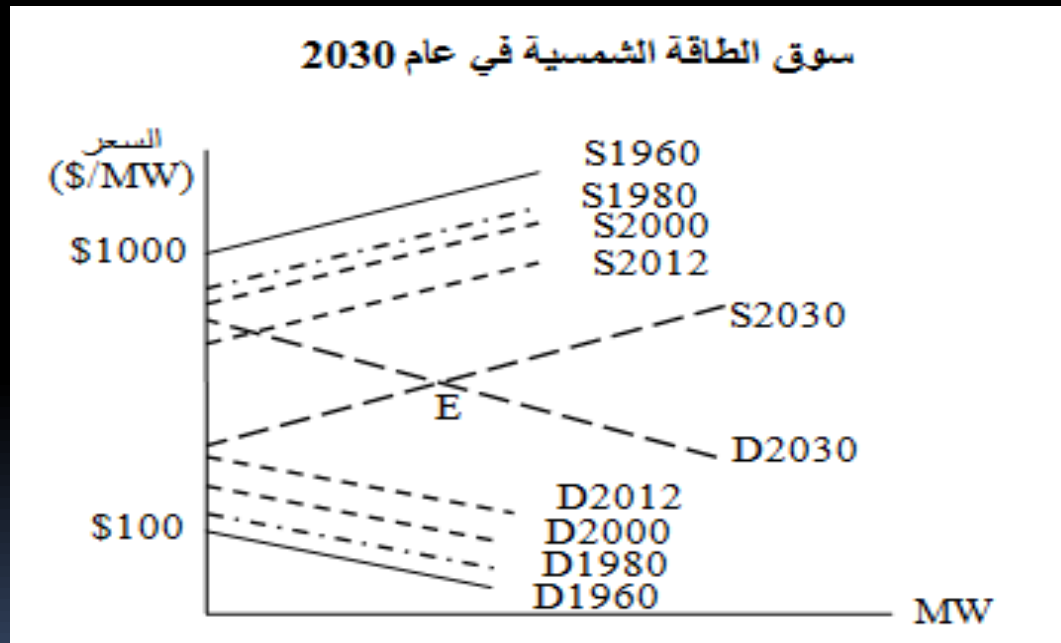 سوق الطاقة الشمسية في عام 2030
السعر
($/MW)
S1960
S1980
$1000
S2000
S2012
S2030
E
D2030
D2012
$100
D2000
D1980
D1960
MW